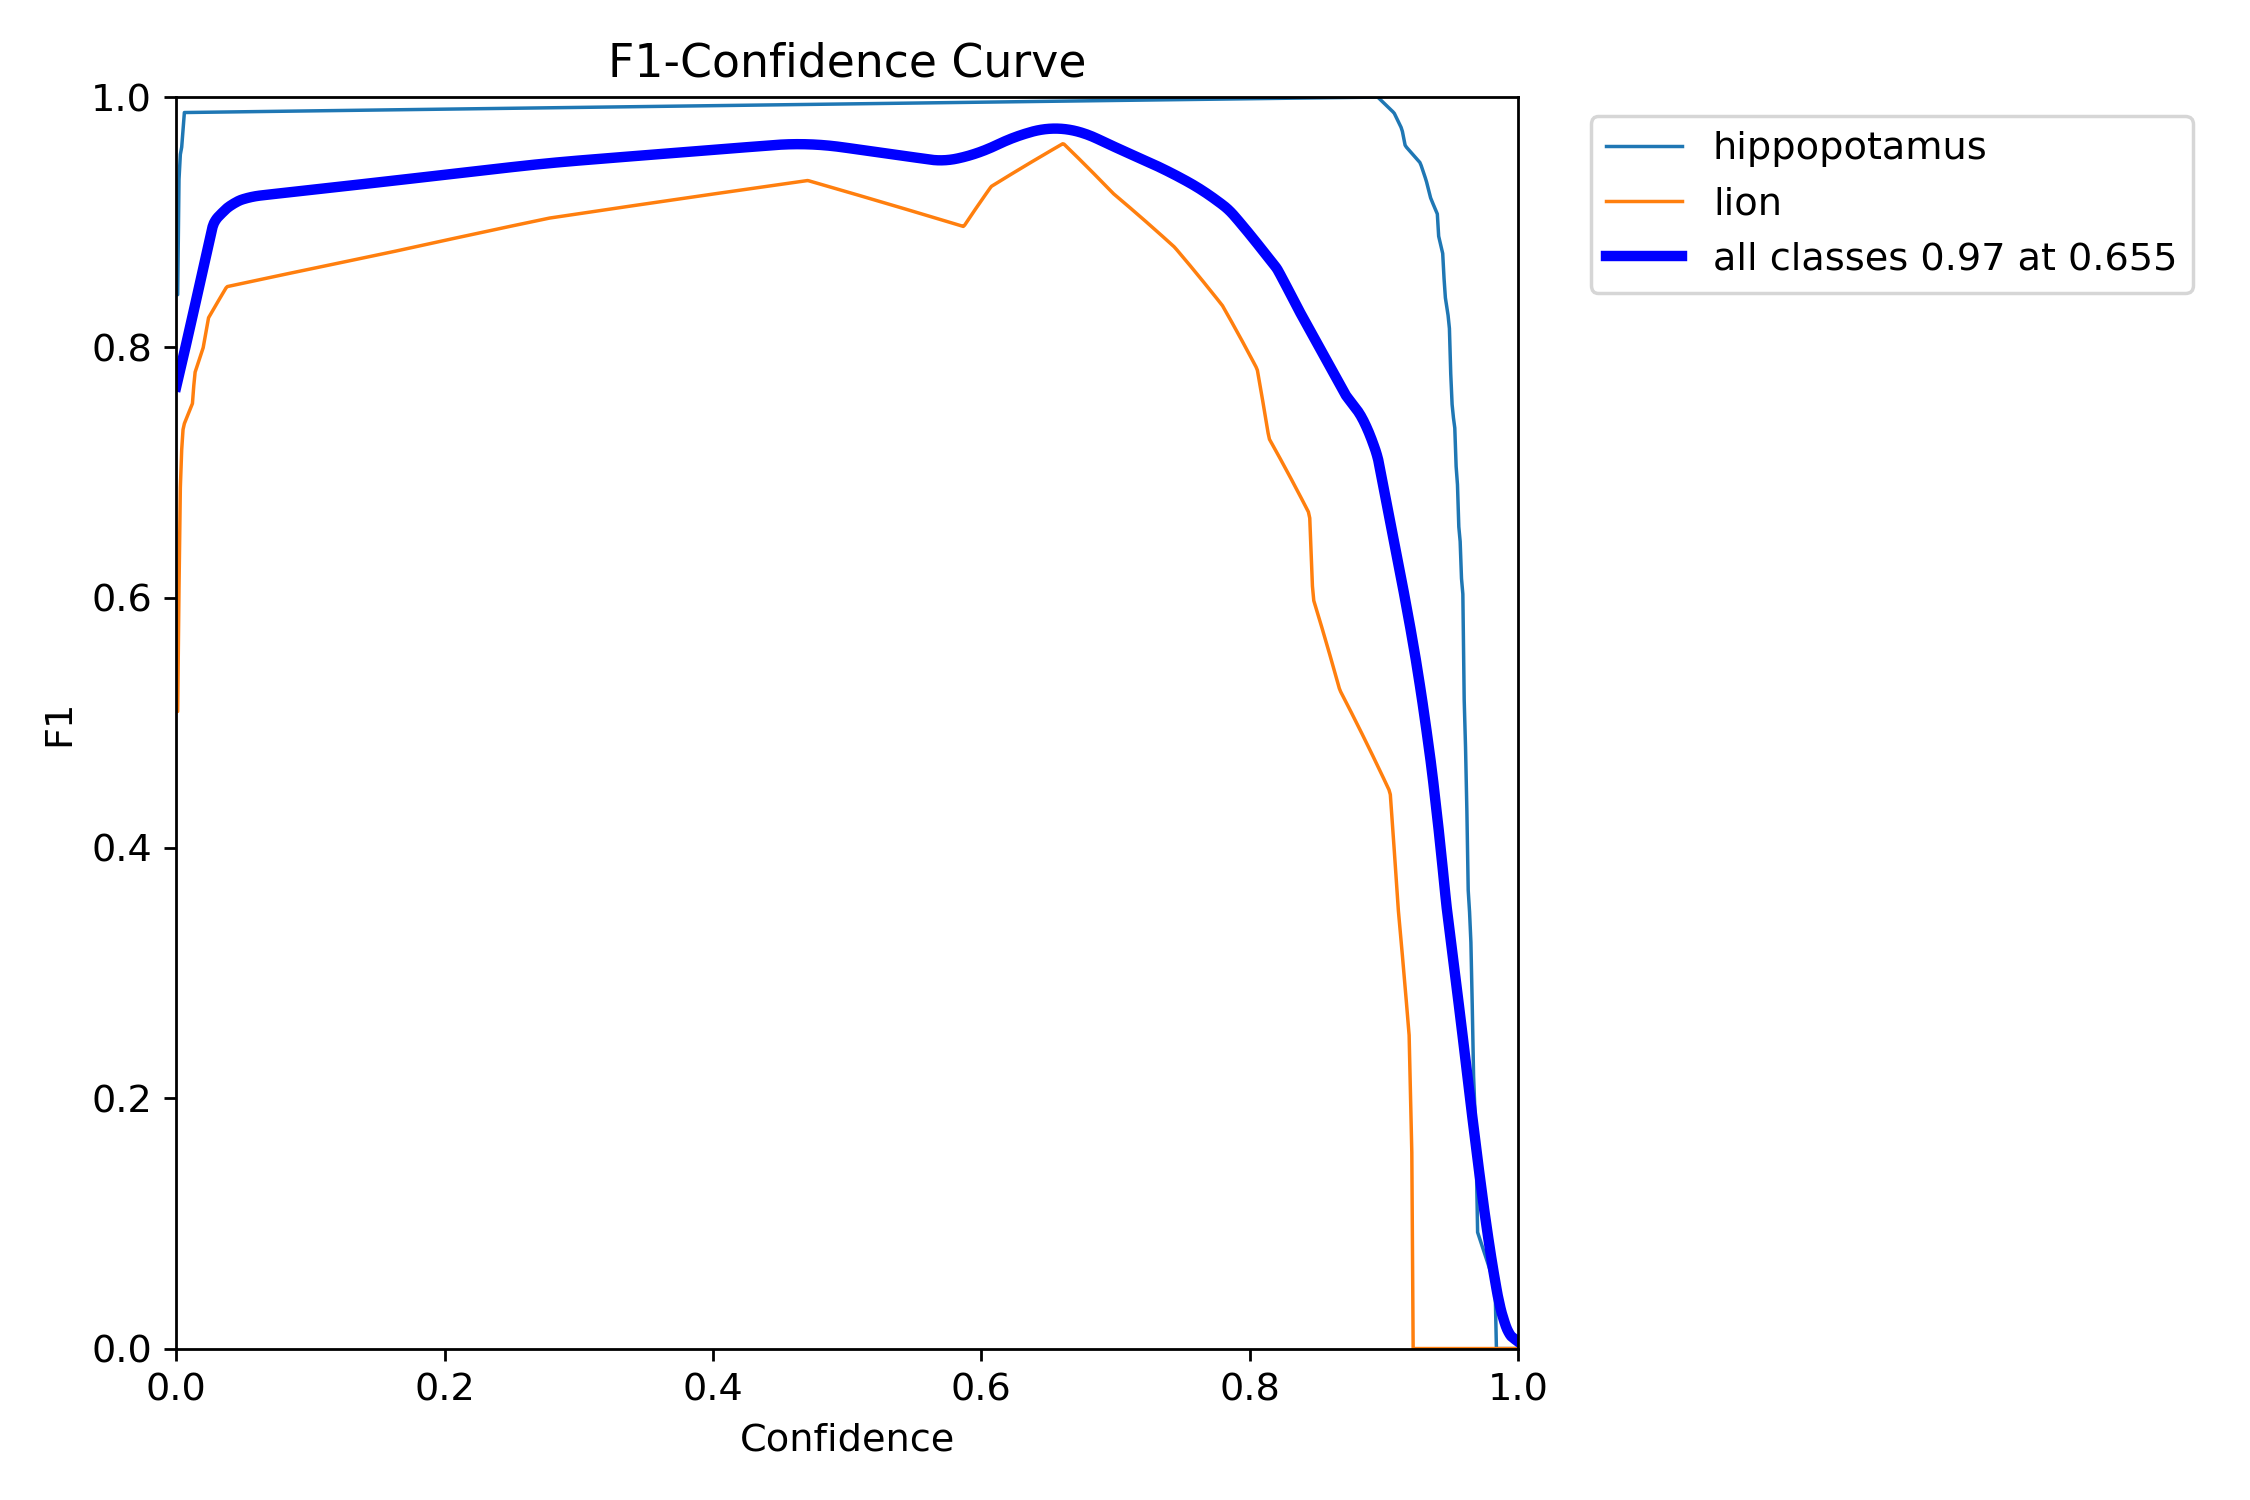 F1-Confidence Curve
1.0
0.8
0.6
0.4
0.2
0.0
F1
0.0 0.2 0.4 0.6 0.8 1.0
Confidence
hippopotamus
lion
all classes 0.97 at 0.655